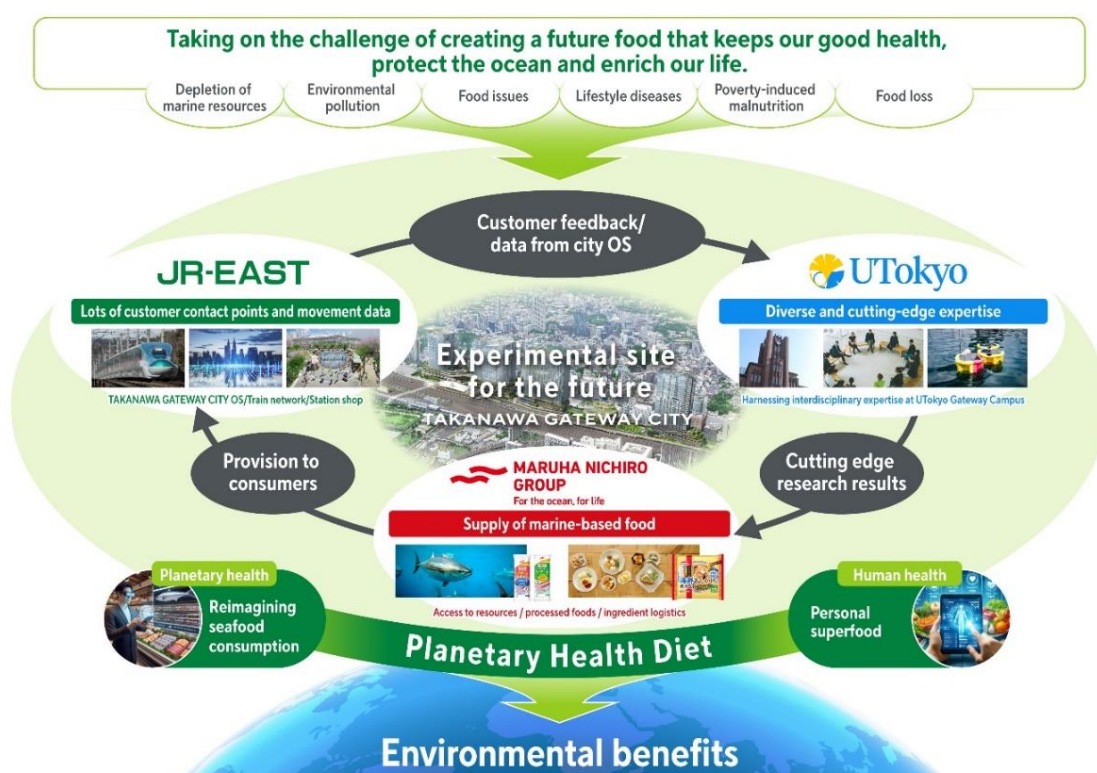 Taking on the challenge of creating a future food that keeps our good health,
protect the ocean and enrich our life.
Depletion of
marine resources
Environmental
pollution
Food issues
Lifestyle diseases
Poverty-induced
malnutrition
Food loss
Customer feedback/
data from city OS
JR-EAST
Lots of customer contact points and movement data
TAKANAWA GATEWAY CITY OS/Train network/Station shop
UTokyo
Diverse and cutting-edge expertise
Harnessing interdisciplinary expertise at UTokyo Gateway Campus
Experimental site
for the future
TAKANAWA GATEWAY CITY
Provision to
consumers
Cutting edge
research results
MARUHA NICHIRO
GROUP
For the ocean, for life
Supply of marine-based food
Access to resources / processed foods / ingredient logistics
Planetary health
Reimagining
seafood
consumption
Human health
Personal
superfood
Planetary Health Diet
Environmental benefits